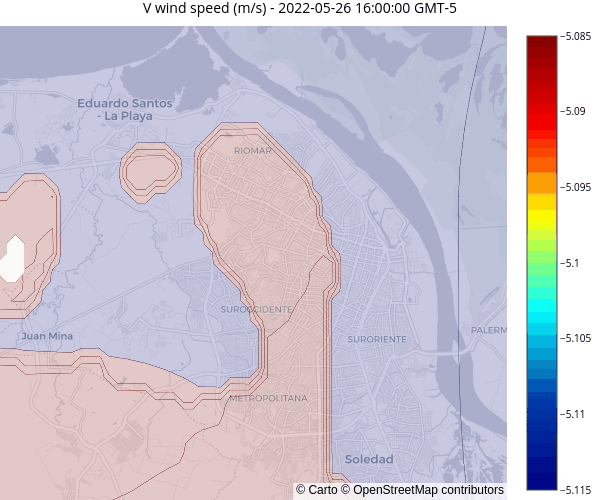 V wind speed (m/s) - 2022-05-26 16:00:00 GMT-5
Eduardo Santos
- La Playa
RIOMAR
SUROCCIDENTE
Juan Mina
SURORIENTE
PALERM
METROPOLITANA
Soledad
© Carto © OpenStreetMap contributors
-5.085
-5.09
-5.095
-5.1
-5.105
-5.11
-5.115